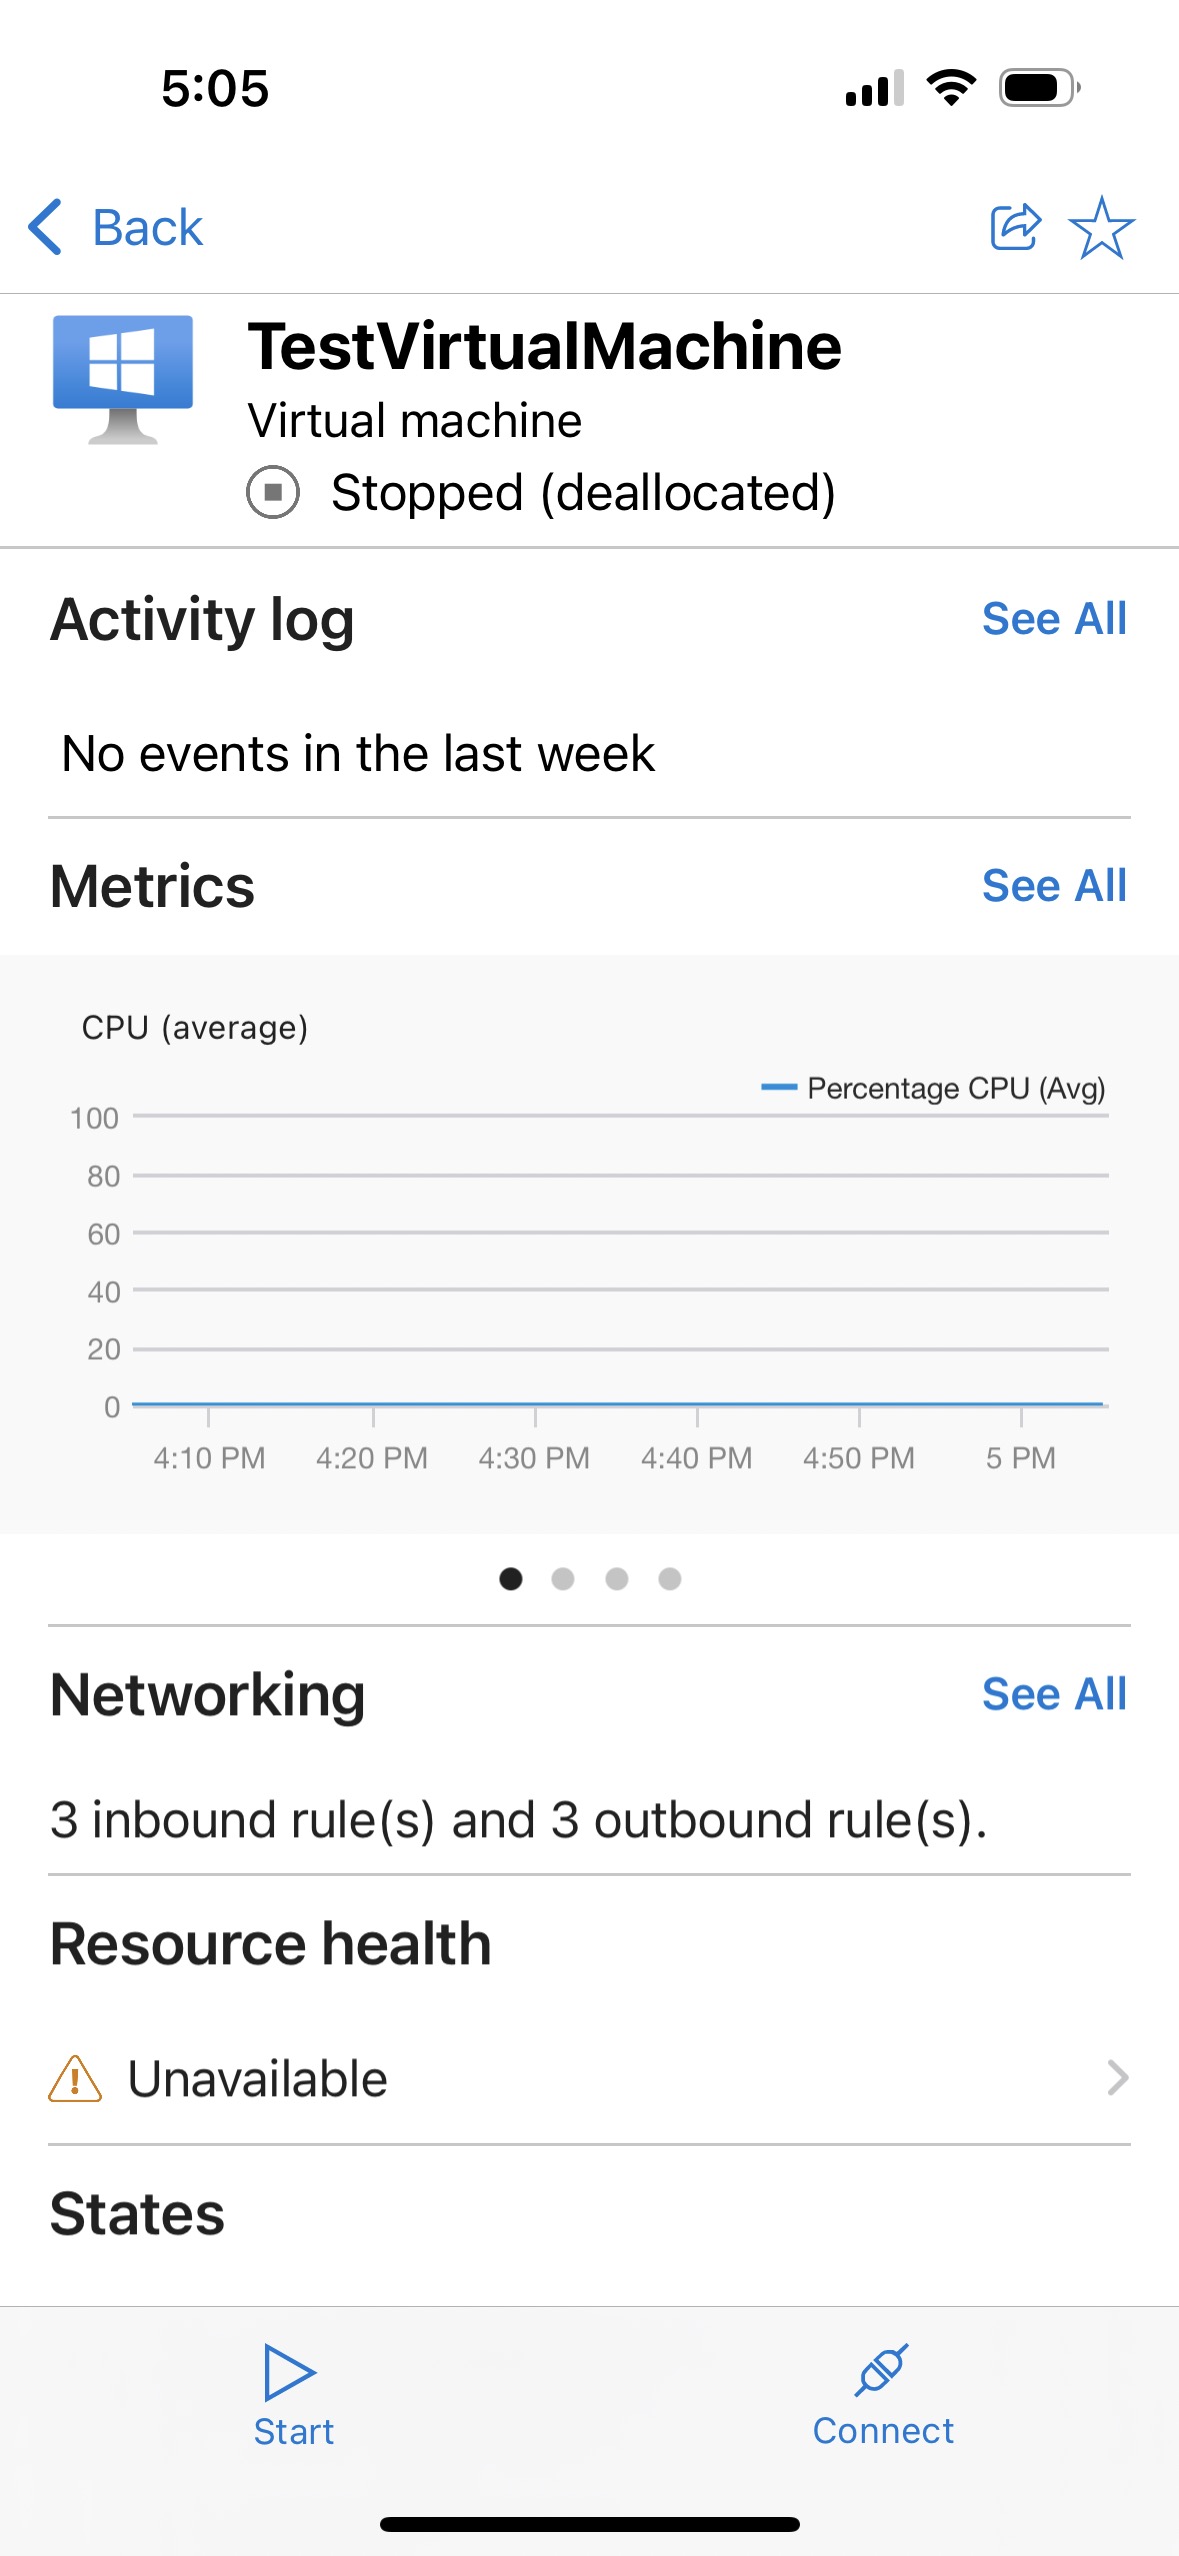 5:05
Back
TestVirtualMachine
Virtual machine
Stopped (deallocated)
Activity log
See All
No events in the last week
Metrics
See All
CPU (average)
Percentage CPU (Avg)
100
80
60
40
20
0
4:10 PM 4:20 PM 4:30 PM 4:40 PM 4:50 PM 5 PM
Networking
See All
3 inbound rule(s) and 3 outbound rule(s).
Resource health
Unavailable
States
Start
Connect